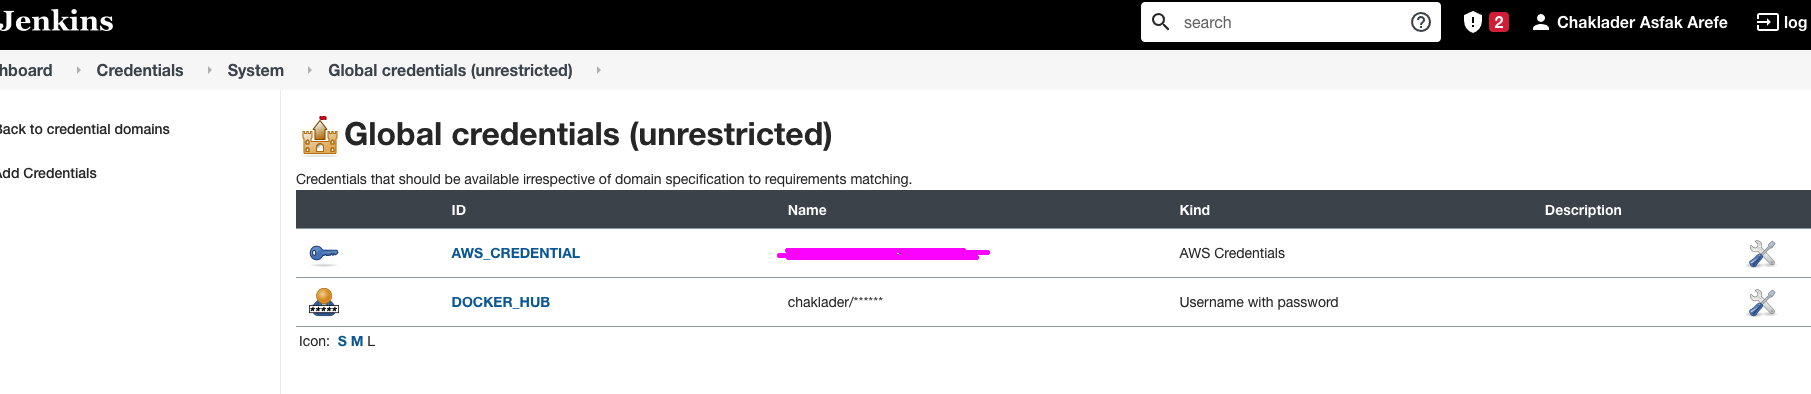 Jenkins
search
2
Chaklader Asfak Arefe
log
hboard
Credentials
System
Global credentials (unrestricted)
Back to credential domains
Add Credentials
Global credentials (unrestricted)
Credentials that should be available irrespective of domain specification to requirements matching.
ID Name Kind Description
AWS_CREDENTIAL AWS Credentials
DOCKER_HUB chaklader/****** Username with password
Icon: S M L